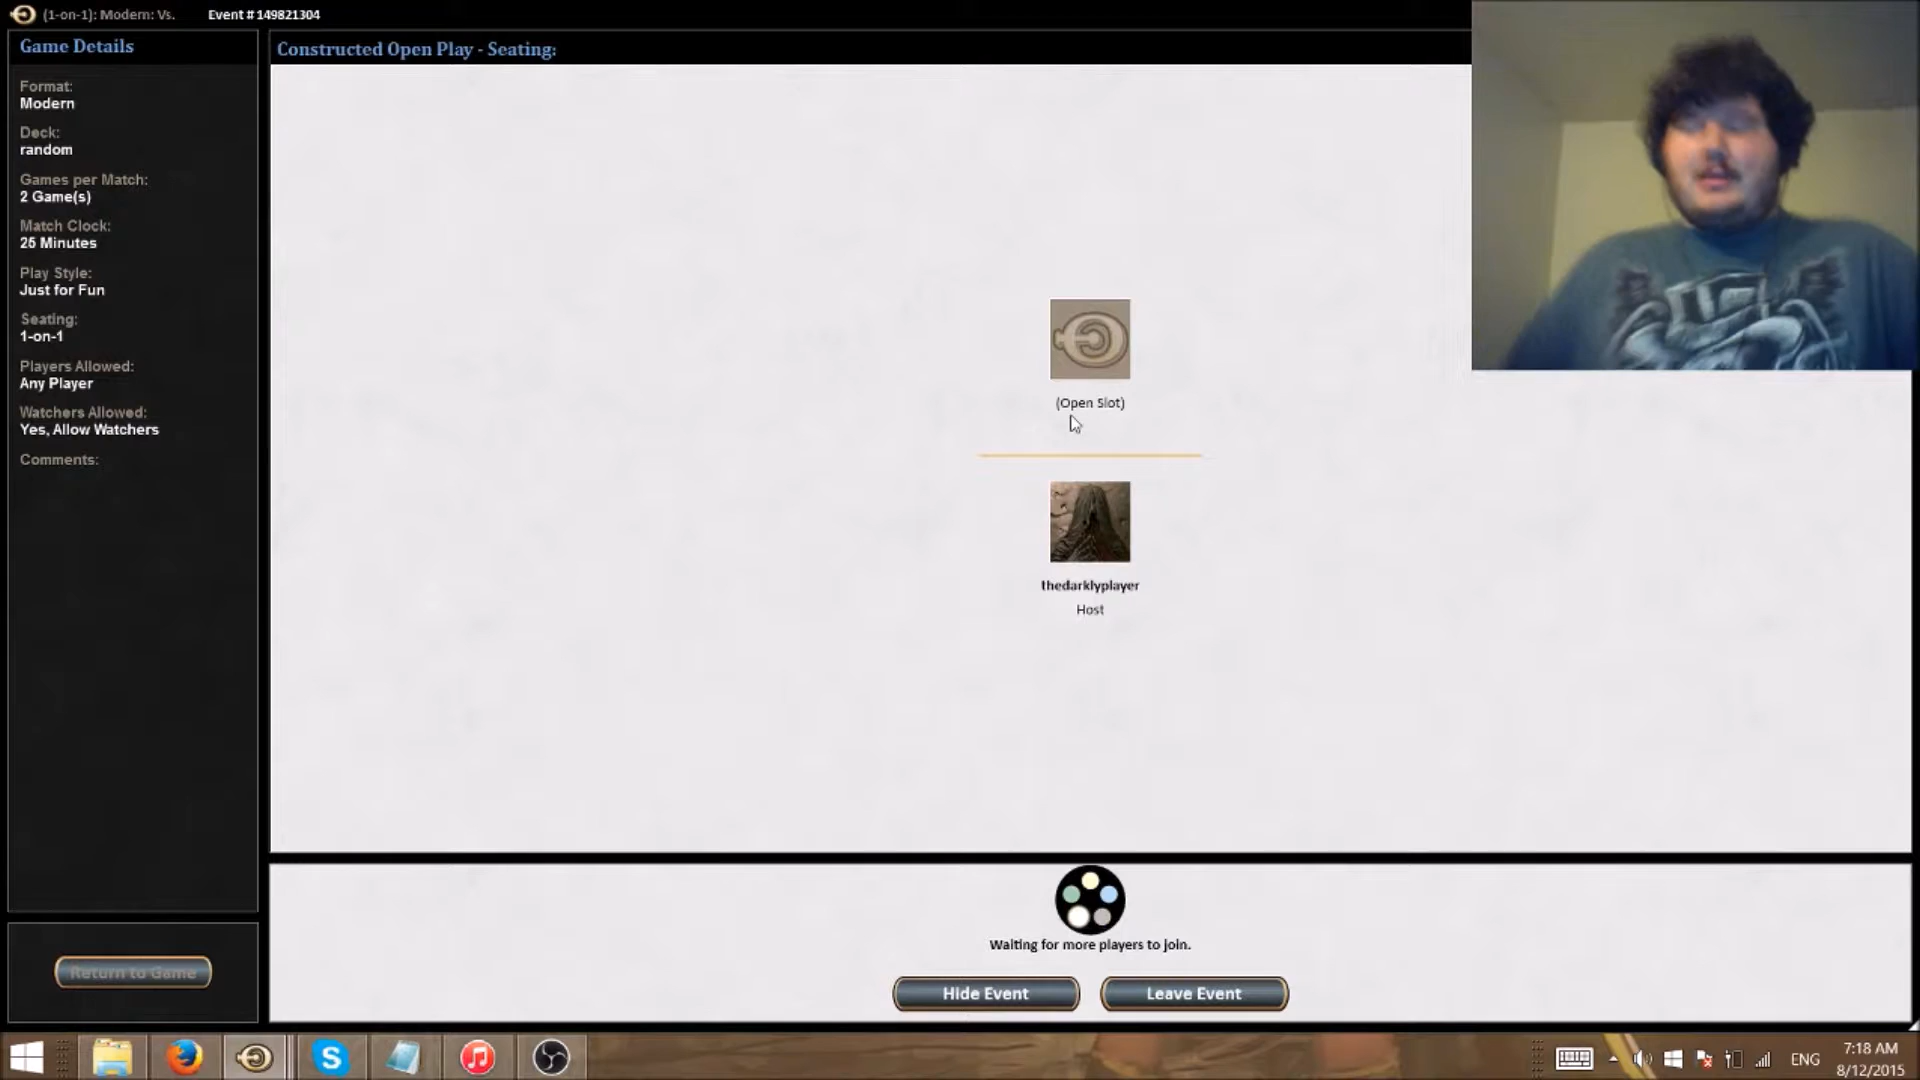 (1-on-1): Modern: Vs. Event # 149821304
Game Details
Format:
Modern
Deck:
random
Games per Match:
2 Game(s)
Match Clock:
25 Minutes
Play Style:
Just for Fun
Seating:
1-on-1
Players Allowed:
Any Player
Watchers Allowed:
Yes, Allow Watchers
Comments:
Return to Game
Constructed Open Play - Seating:
(Open Slot)
thedarklyplayer
Host
Waiting for more players to join.
Hide Event Leave Event
ENG
7:18 AM
8/12/2015